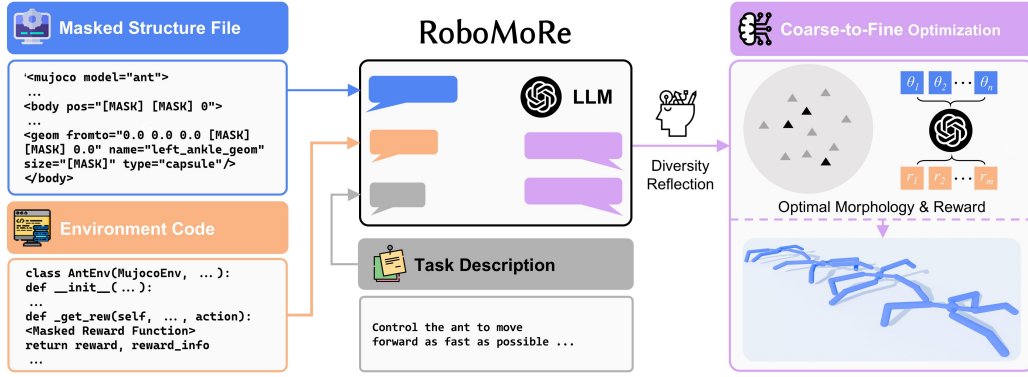 Masked Structure File
'<mujoco model="ant">
...
<body pos="[MASK] [MASK] 0">
...
<geom fromto="0.0 0.0 0.0 [MASK]
[MASK] 0.0" name="left_ankle_geom"
size="[MASK]" type="capsule"/>
</body>
Environment Code
class AntEnv(MujocoEnv, ...):
def __init__(...):
...
def _get_rew(self, ..., action):
<Masked Reward Function>
return reward, reward_info
...
RoboMoRe
LLM
Task Description
Control the ant to move
forward as fast as possible ...
Diversity
Reflection
Coarse-to-Fine Optimization
θ1 θ2 ... θn
r1 r2 ... rm
Optimal Morphology & Reward